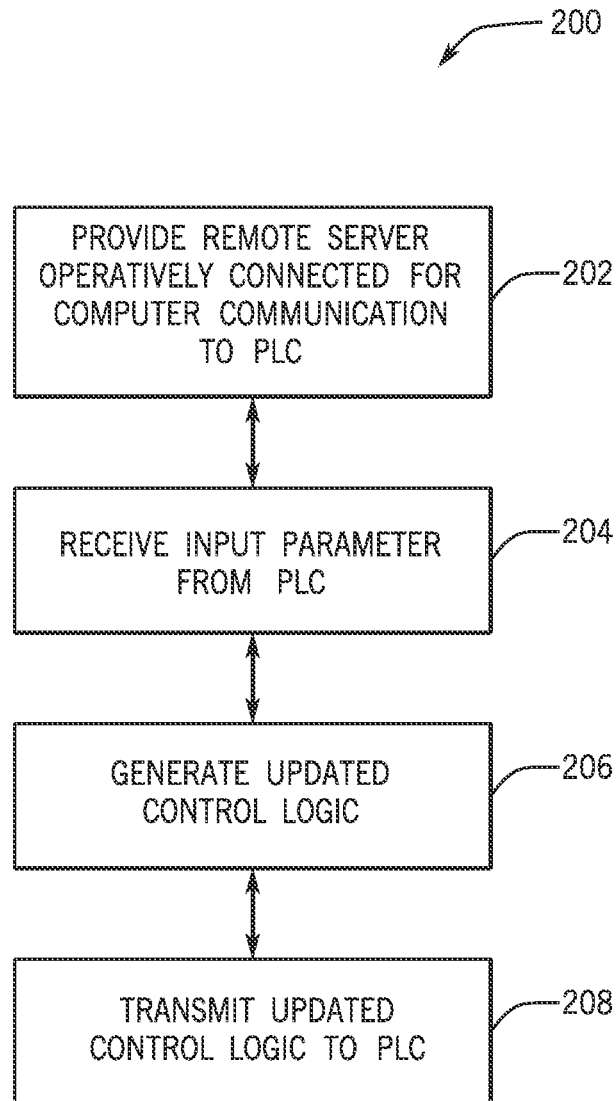 200
PROVIDE REMOTE SERVER
OPERATIVELY CONNECTED FOR
COMPUTER COMMUNICATION
TO PLC
202
RECEIVE INPUT PARAMETER
FROM PLC
204
GENERATE UPDATED
CONTROL LOGIC
206
TRANSMIT UPDATED
CONTROL LOGIC TO PLC
208